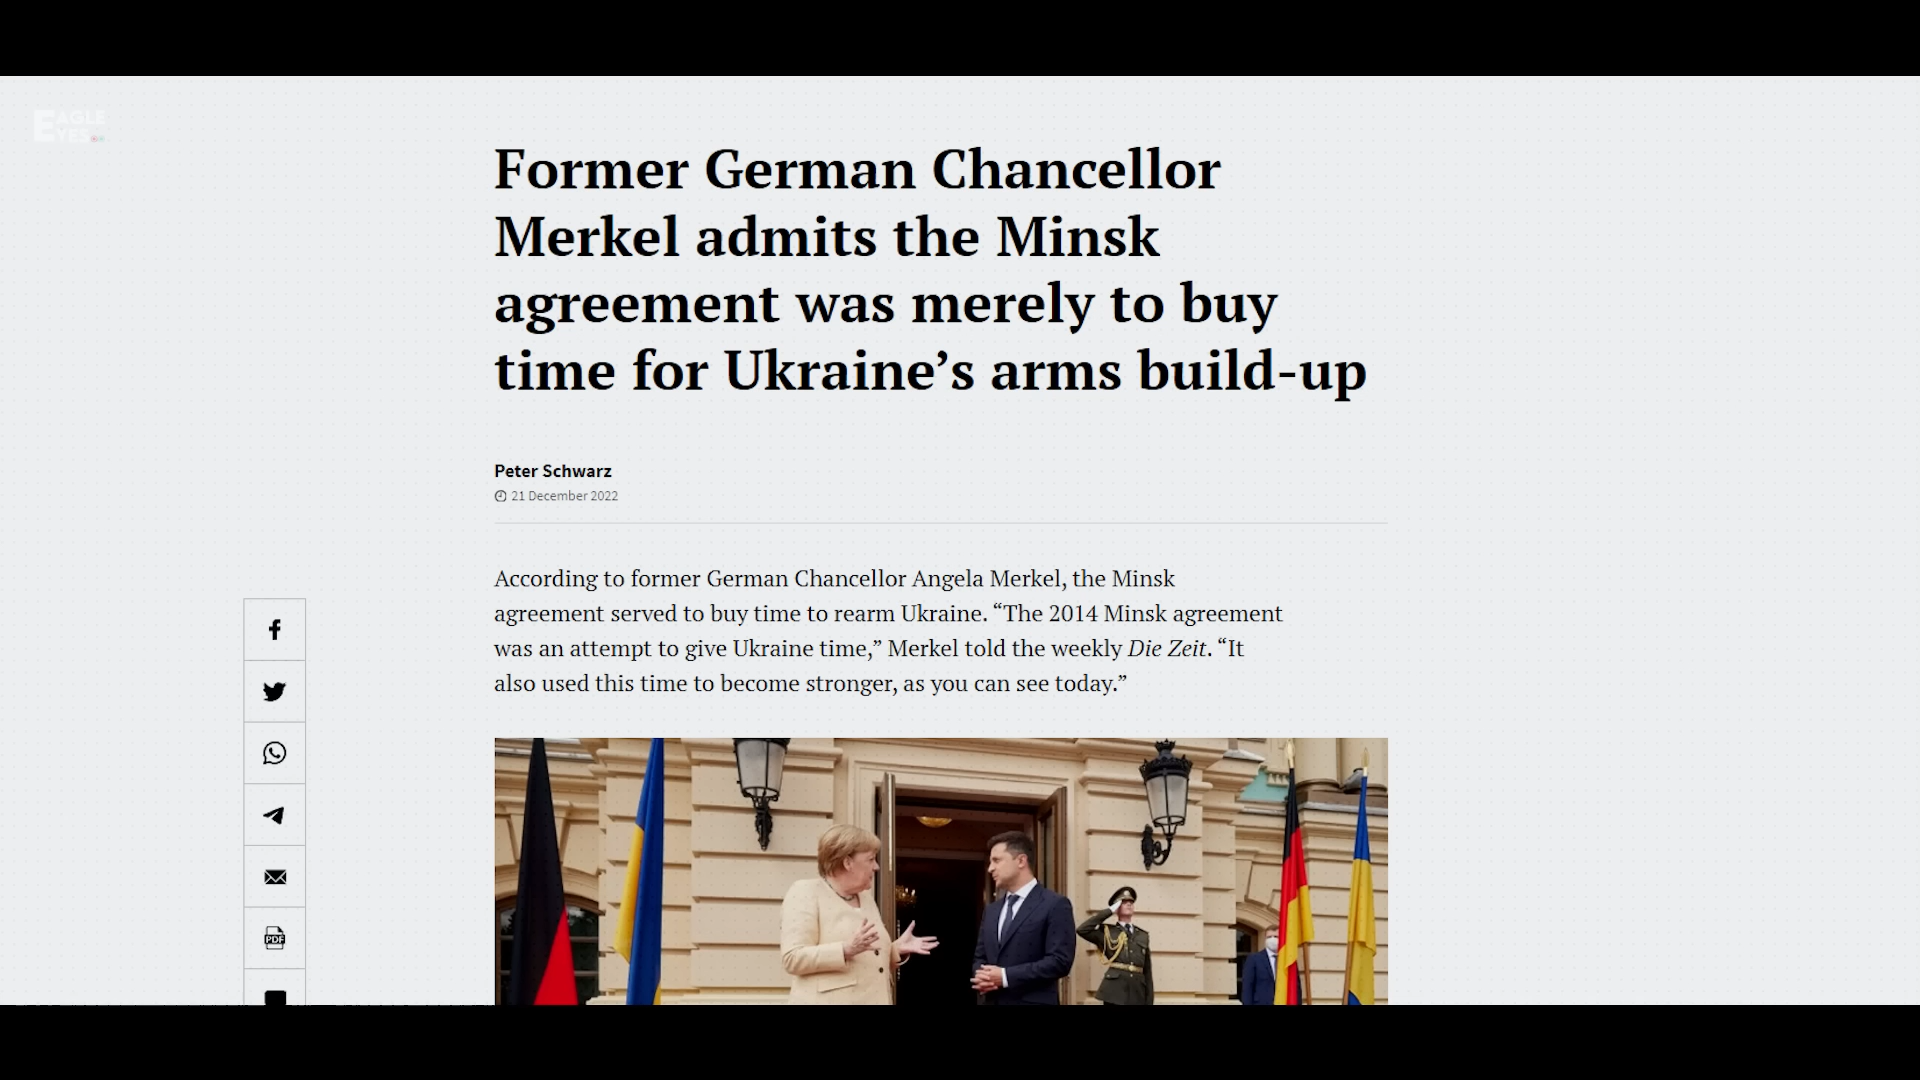 EAGLE
EYES
Former German Chancellor
Merkel admits the Minsk
agreement was merely to buy
time for Ukraine’s arms build-up
Peter Schwarz
21 December 2022
According to former German Chancellor Angela Merkel, the Minsk
agreement served to buy time to rearm Ukraine. “The 2014 Minsk agreement
was an attempt to give Ukraine time,” Merkel told the weekly Die Zeit. “It
also used this time to become stronger, as you can see today.”
PDF